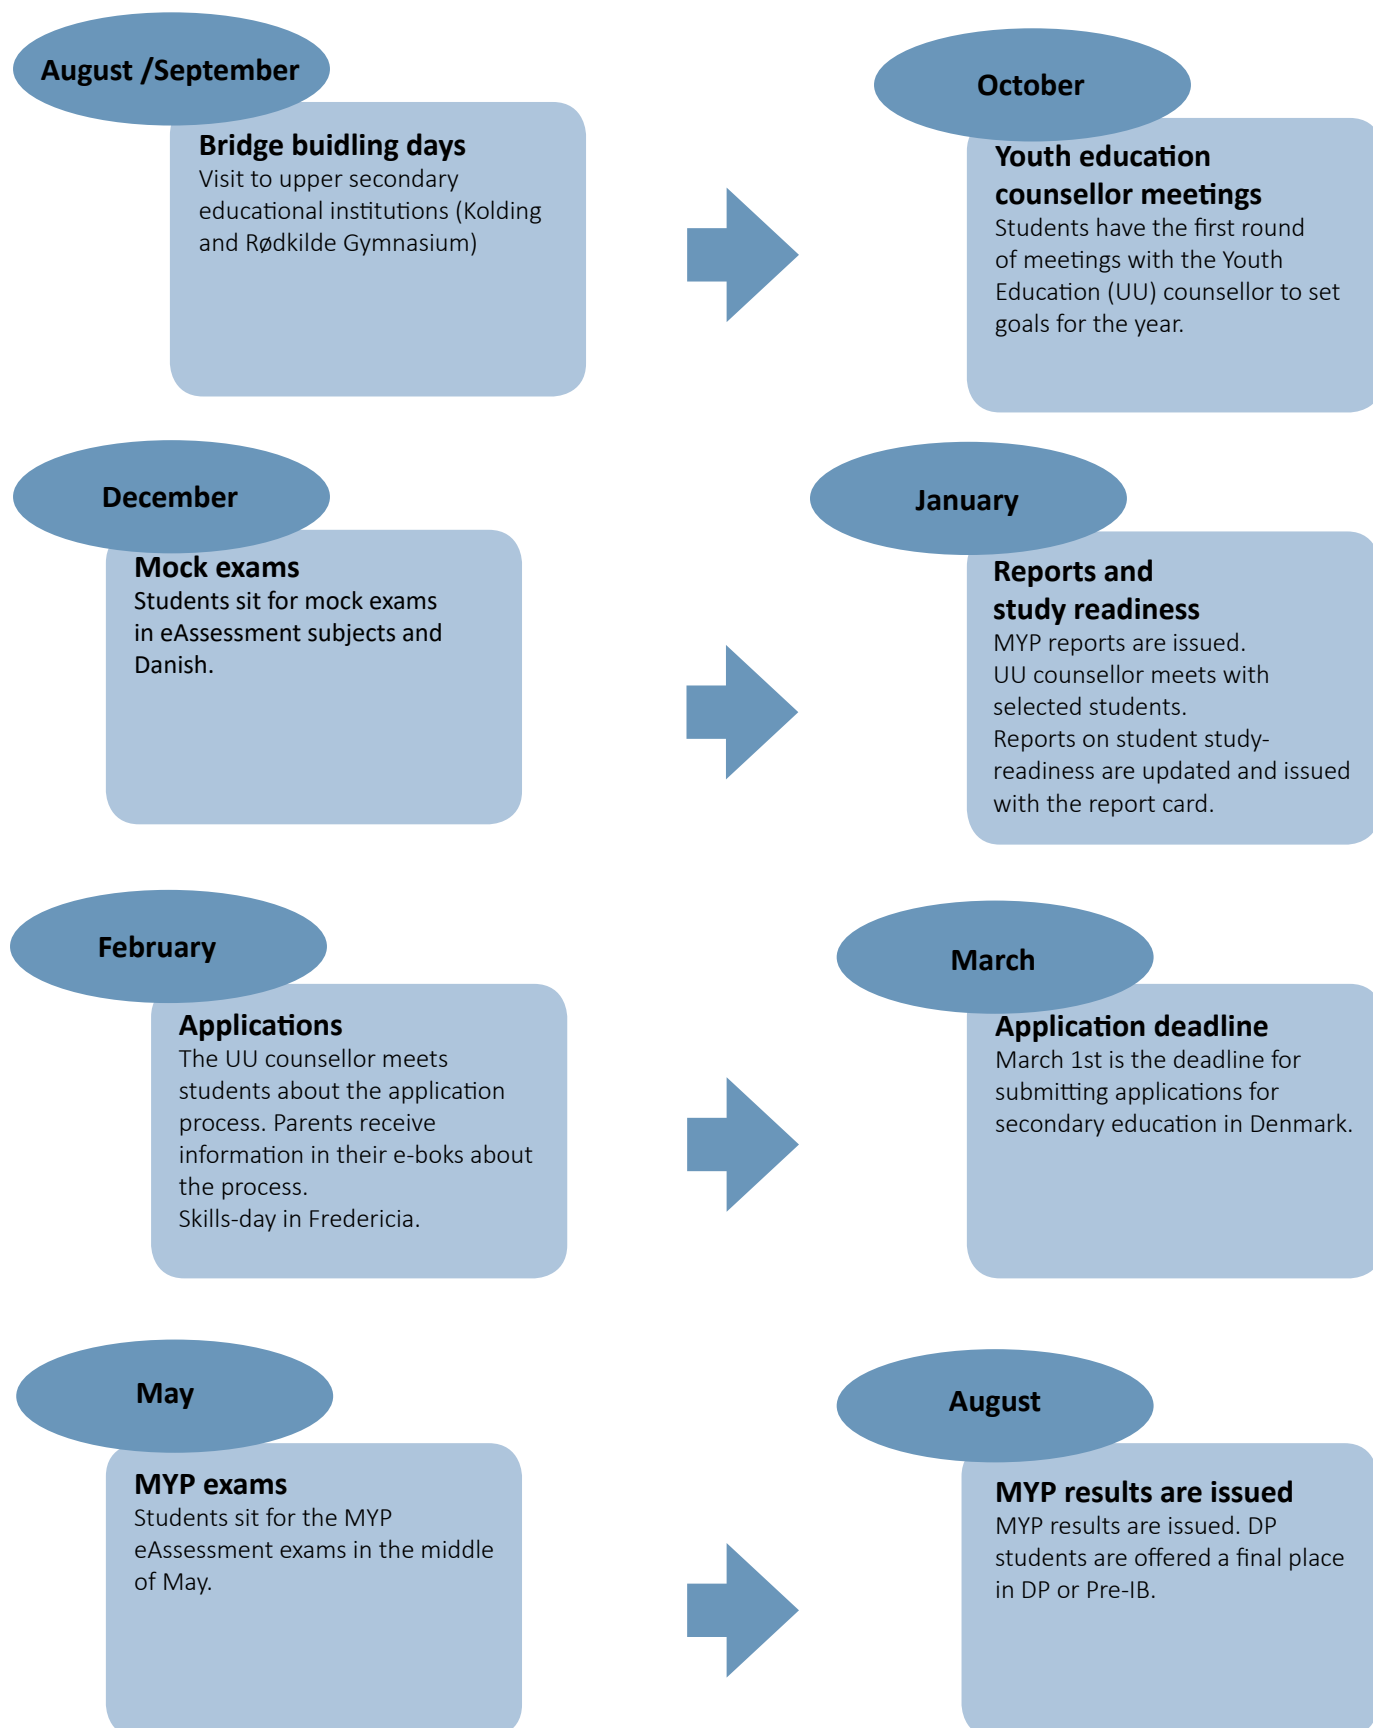 August /September
Bridge buidling days
Visit to upper secondary
educational institutions (Kolding
and Rødkilde Gymnasium)
October
Youth education
counsellor meetings
Students have the first round
of meetings with the Youth
Education (UU) counsellor to set
goals for the year.
December
Mock exams
Students sit for mock exams
in eAssessment subjects and
Danish.
January
Reports and
study readiness
MYP reports are issued.
UU counsellor meets with
selected students.
Reports on student study-
readiness are updated and issued
with the report card.
February
Applications
The UU counsellor meets
students about the application
process. Parents receive
information in their e-boks about
the process.
Skills-day in Fredericia.
March
Application deadline
March 1st is the deadline for
submitting applications for
secondary education in Denmark.
May
MYP exams
Students sit for the MYP
eAssessment exams in the middle
of May.
August
MYP results are issued
MYP results are issued. DP
students are offered a final place
in DP or Pre-IB.